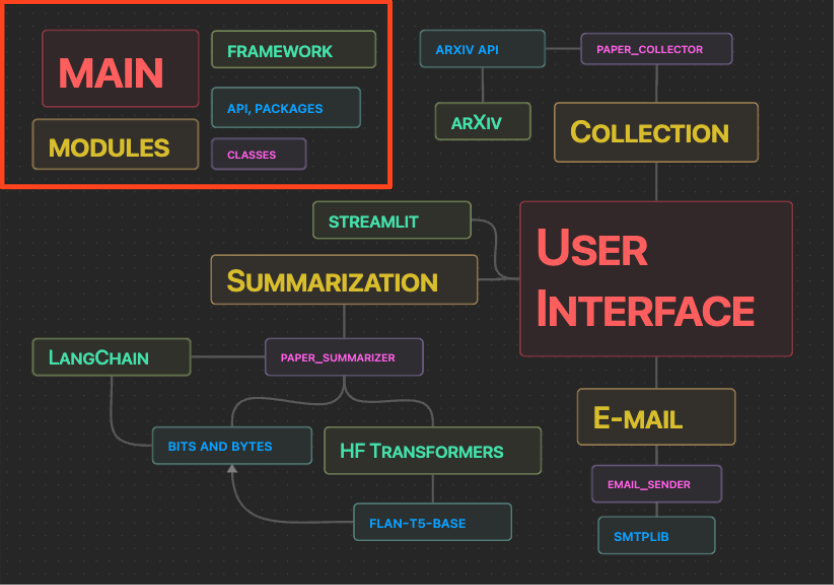 MAIN
FRAMEWORK
API, PACKAGES
MODULES
CLASSES
ARXIV API
PAPER_COLLECTOR
ARXIV
COLLECTION
STREAMLIT
USER
INTERFACE
SUMMARIZATION
LANGCHAIN
PAPER_SUMMARIZER
E-MAIL
BITS AND BYTES
HF TRANSFORMERS
EMAIL_SENDER
FLAN-T5-BASE
SMTPLIB